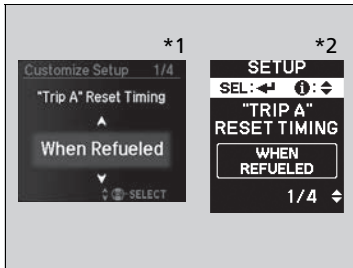 *1
Customize Setup 1/4
"Trip A" Reset Timing
When Refueled
SELECT
*2
SETUP
SEL: i:
"TRIP A"
RESET TIMING
WHEN
REFUELED
1/4